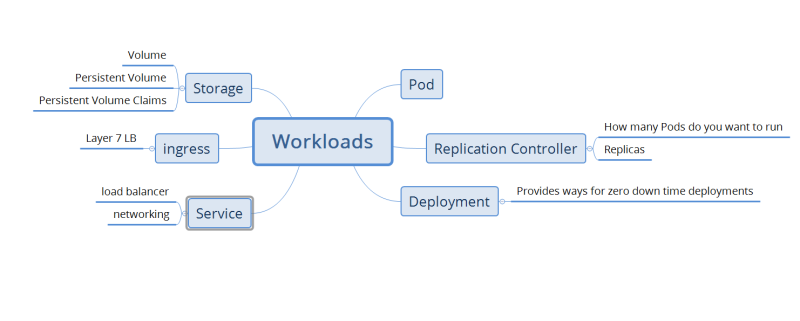 Workloads
Pod
Replication Controller
How many Pods do you want to run
Replicas
Deployment
Provides ways for zero down time deployments
Storage
Volume
Persistent Volume
Persistent Volume Claims
ingress
Layer 7 LB
Service
load balancer
networking